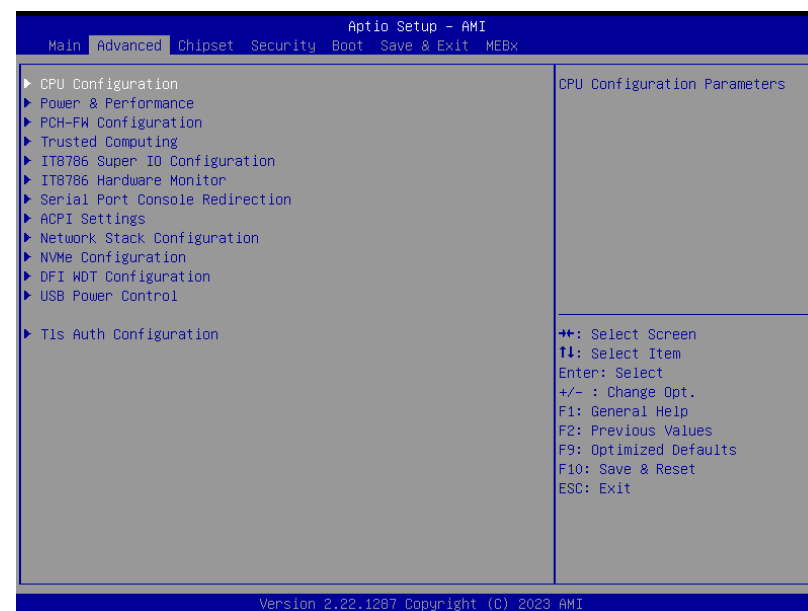 Aptio Setup – AMI
Main Advanced Chipset Security Boot Save & Exit MEBx
CPU Configuration
Power & Performance
PCH-FW Configuration
Trusted Computing
IT8786 Super IO Configuration
IT8786 Hardware Monitor
Serial Port Console Redirection
ACPI Settings
Network Stack Configuration
NVMe Configuration
DFI WDT Configuration
USB Power Control
Tls Auth Configuration
CPU Configuration Parameters
→←: Select Screen
↑↓: Select Item
Enter: Select
+/- : Change Opt.
F1: General Help
F2: Previous Values
F9: Optimized Defaults
F10: Save & Reset
ESC: Exit
Version 2.22.1287 Copyright (C) 2023 AMI